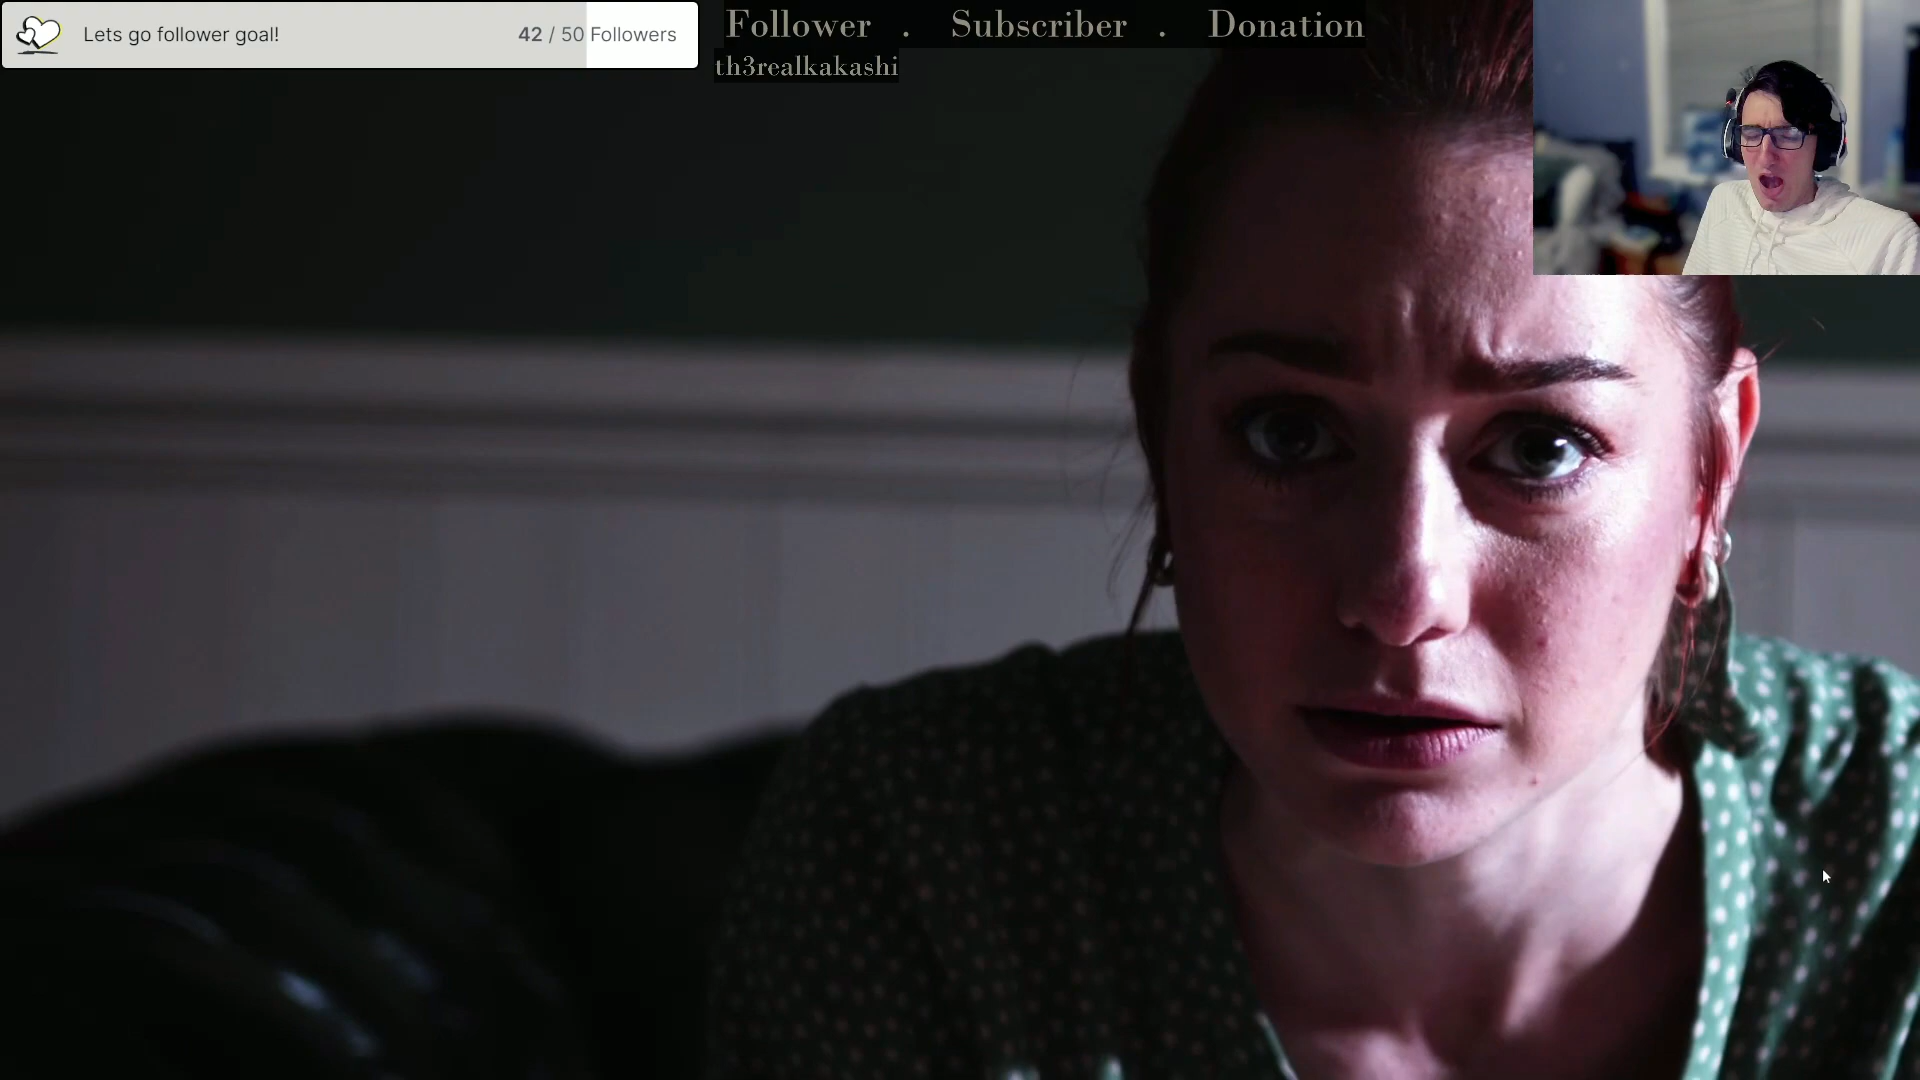 Lets go follower goal! 42 / 50 Followers
Follower . Subscriber . Donation
th3realkakashi